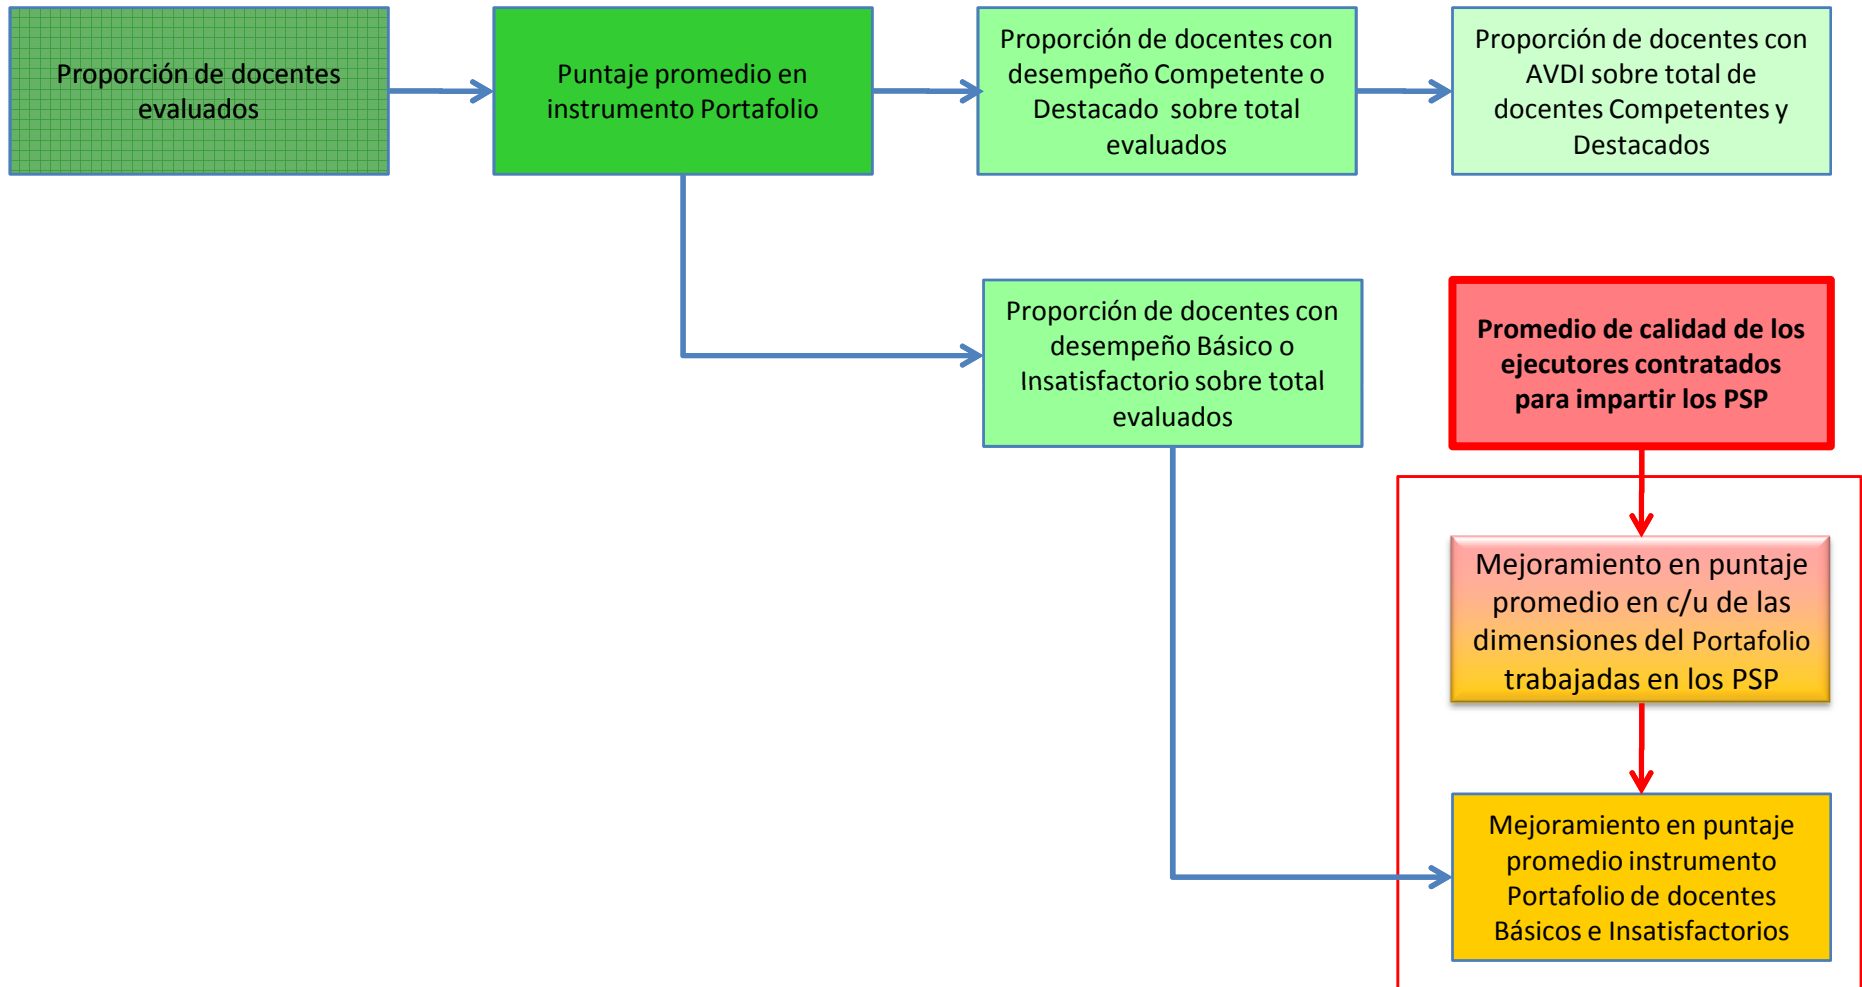 Proporción de docentes
evaluados
Puntaje promedio en
instrumento Portafolio
Proporción de docentes con
desempeño Competente o
Destacado sobre total
evaluados
Proporción de docentes con
AVDI sobre total de
docentes Competentes y
Destacados
Proporción de docentes con
desempeño Básico o
Insatisfactorio sobre total
evaluados
Promedio de calidad de los
ejecutores contratados
para impartir los PSP
Mejoramiento en puntaje
promedio en c/u de las
dimensiones del Portafolio
trabajadas en los PSP
Mejoramiento en puntaje
promedio instrumento
Portafolio de docentes
Básicos e Insatisfactorios